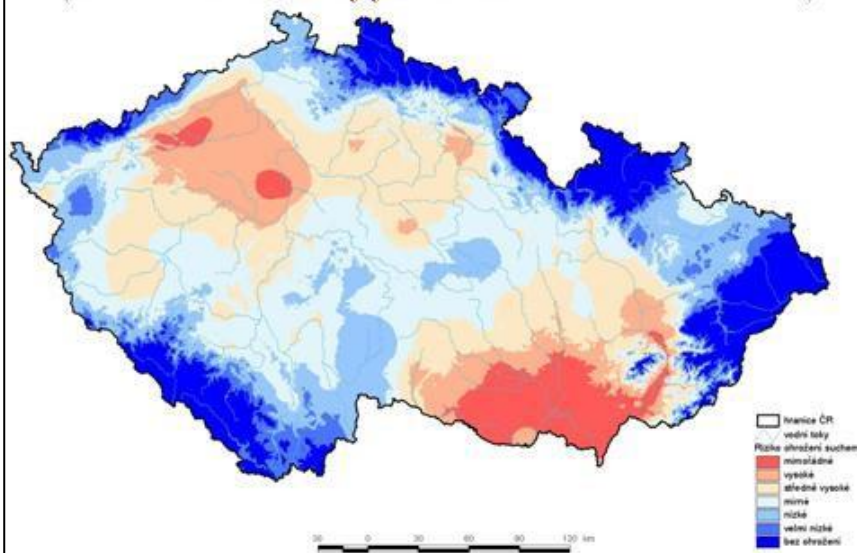 hranice ČR
vodní toky
Riziko ohrožení suchem
mimořádné
vysoké
středně vysoké
mírné
nízké
velmi nízké
bez ohrožení
30 0 30 60 90 120 km